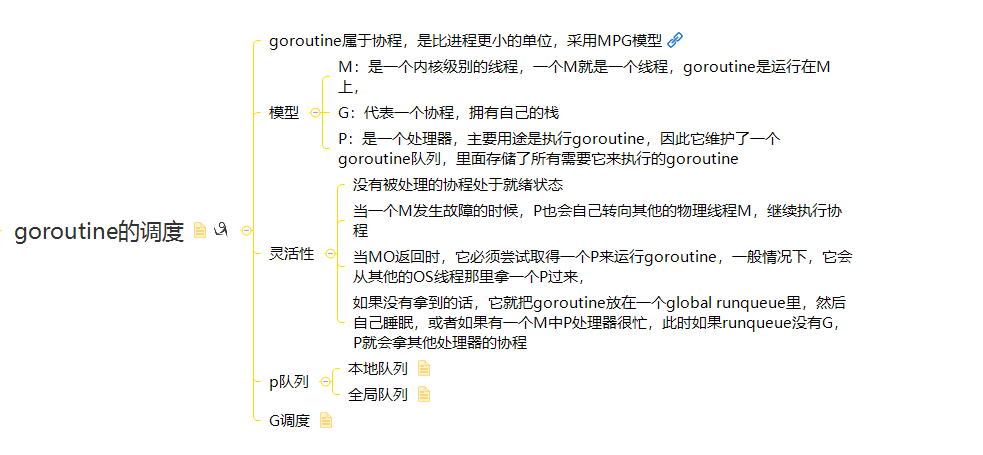 goroutine的调度
goroutine属于协程，是比进程更小的单位，采用MPG模型
模型
M：是一个内核级别的线程，一个M就是一个线程，goroutine是运行在M
上，
G：代表一个协程，拥有自己的栈
P：是一个处理器，主要用途是执行goroutine，因此它维护了一个
goroutine队列，里面存储了所有需要它来执行的goroutine
灵活性
没有被处理的协程处于就绪状态
当一个M发生故障的时候，P也会自己转向其他的物理线程M，继续执行协
程
当MO返回时，它必须尝试取得一个P来运行goroutine，一般情况下，它会
从其他的OS线程那里拿一个P过来，
如果没有拿到的话，它就把goroutine放在一个global runqueue里，然后
自己睡眠，或者如果有一个M中P处理器很忙，此时如果runqueue没有G，
P就会拿其他处理器的协程
p队列
本地队列
全局队列
G调度